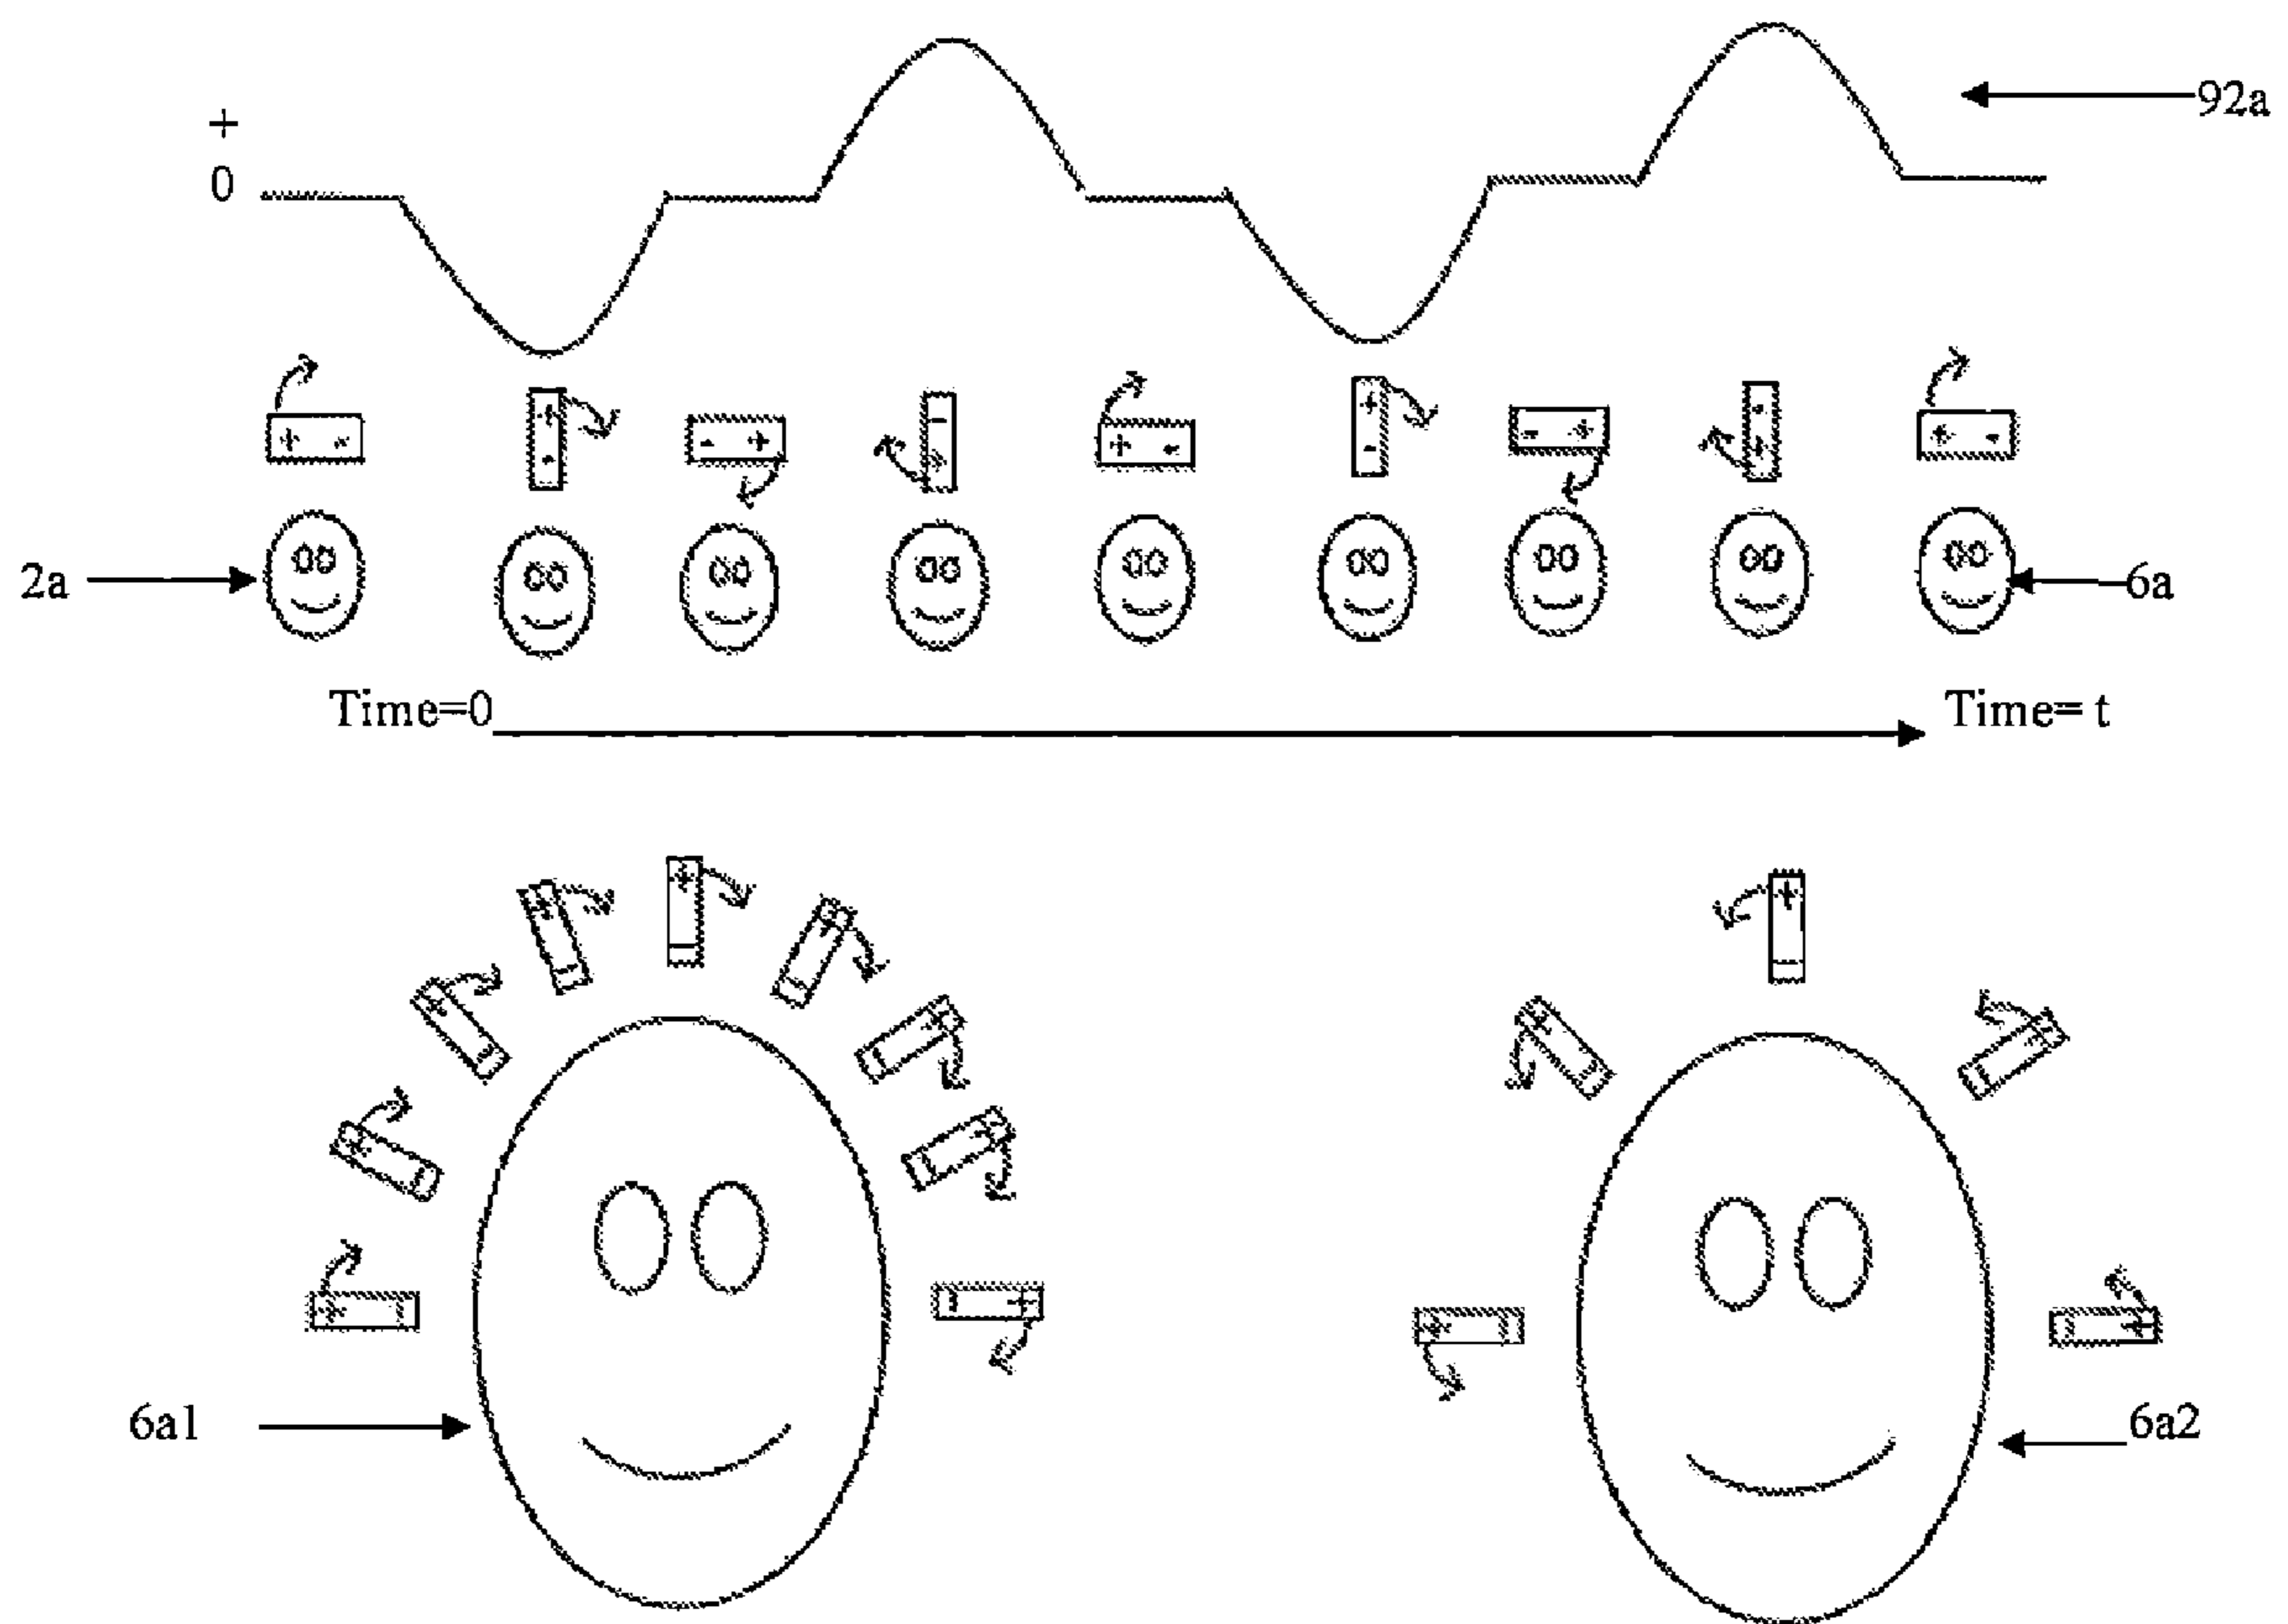 92a
+
0
+ -
+
-
- +
-
+
+ -
+
-
- +
-
+
+ -
2a
6a
Time=0
Time= t
6a1
6a2